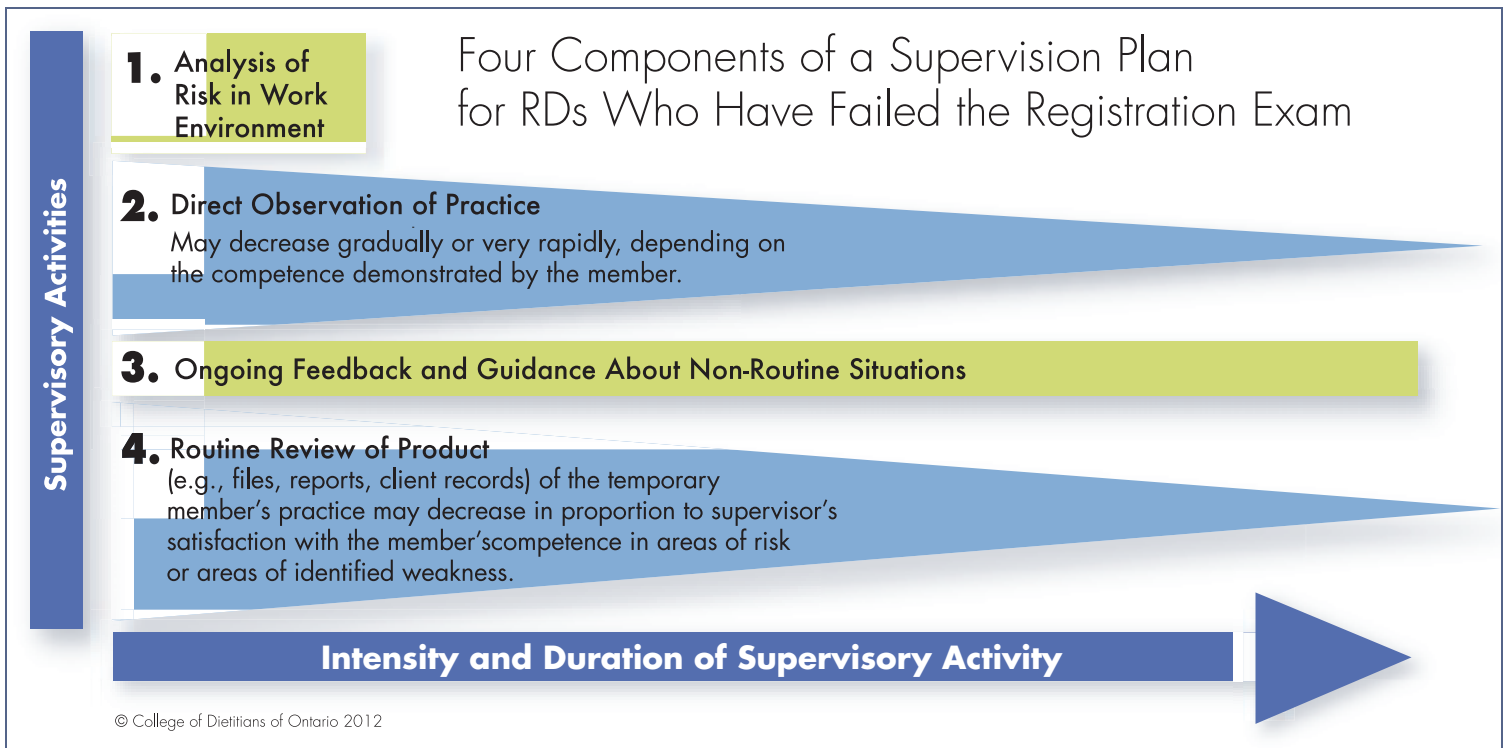 Four Components of a Supervision Plan
for RDs Who Have Failed the Registration Exam
Supervisory Activities
1. Analysis of
Risk in Work
Environment
2. Direct Observation of Practice
May decrease gradually or very rapidly, depending on
the competence demonstrated by the member.
3. Ongoing Feedback and Guidance About Non-Routine Situations
4. Routine Review of Product
(e.g., files, reports, client records) of the temporary
member’s practice may decrease in proportion to supervisor’s
satisfaction with the member’scompetence in areas of risk
or areas of identified weakness.
Intensity and Duration of Supervisory Activity
© College of Dietitians of Ontario 2012